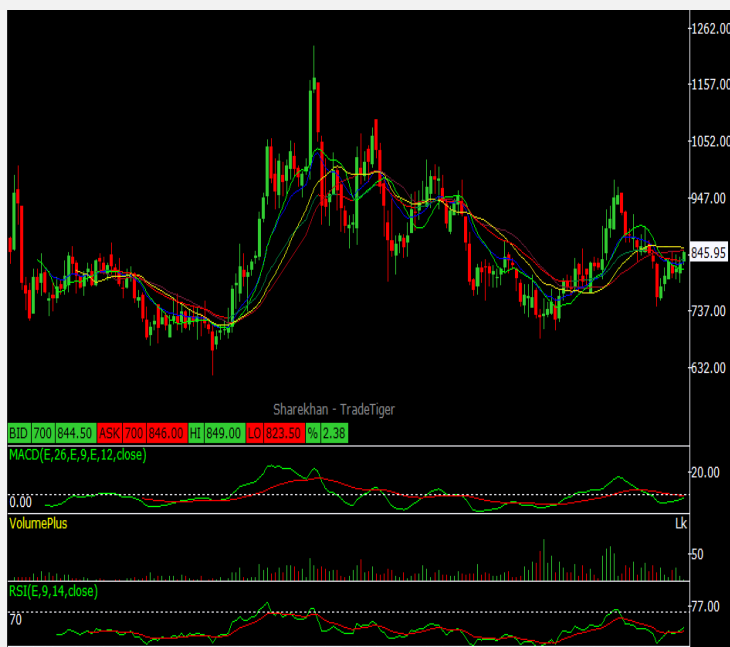 1262.00
1157.00
1052.00
947.00
845.95
737.00
632.00
Sharekhan - TradeTiger
BID 700 844.50 ASK 700 846.00 HI 849.00 LO 823.50 % 2.38
MACD(E,26,E,9,E,12,close)
20.00
0.00
VolumePlus
Lk
50
RSI(E,9,14,close)
77.00
70